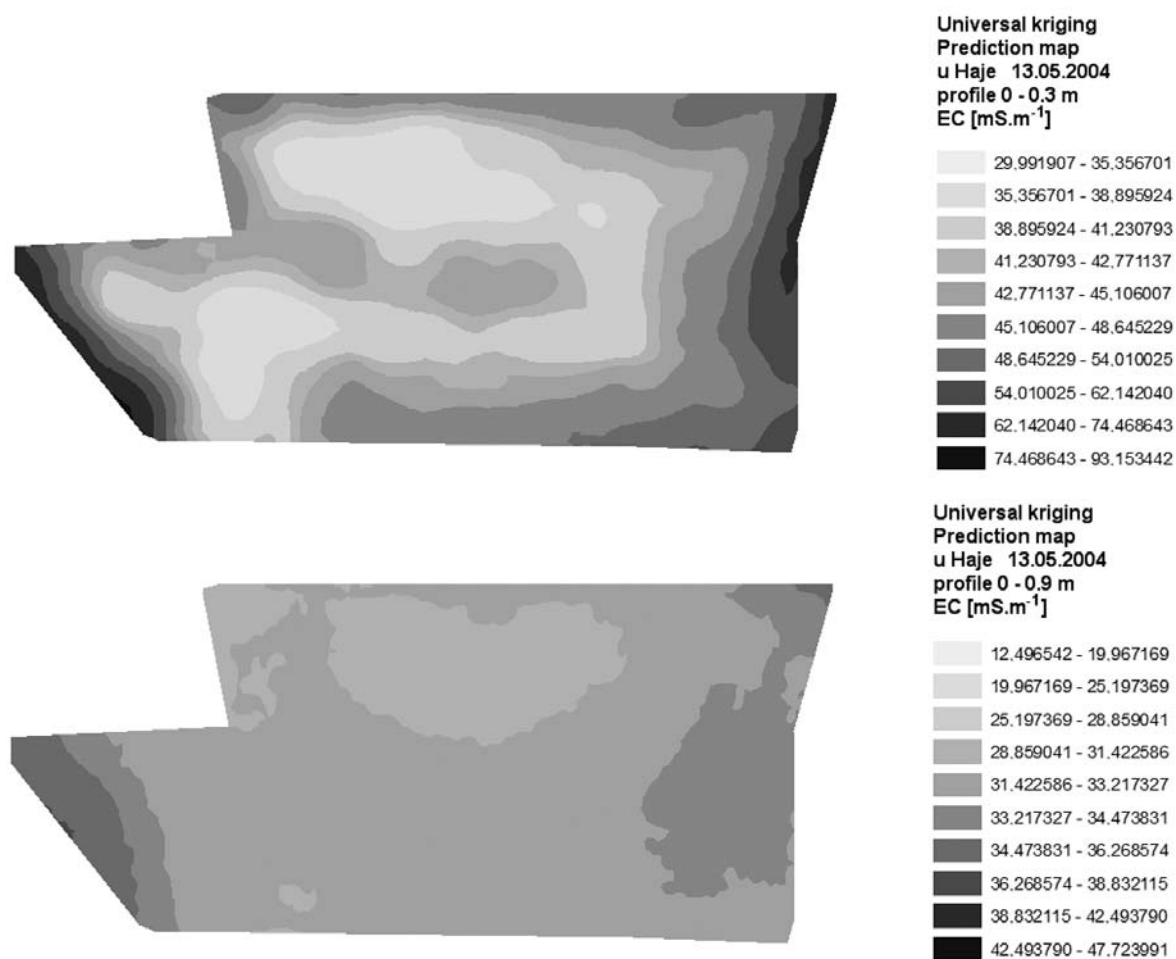 Universal kriging
Prediction map
u Haje 13.05.2004
profile 0 - 0.3 m
EC [mS.m-1]
29,991907 - 35,356701
35,356701 - 38,895924
38,895924 - 41,230793
41,230793 - 42,771137
42,771137 - 45,106007
45,106007 - 48,645229
48,645229 - 54,010025
54,010025 - 62,142040
62,142040 - 74,468643
74,468643 - 93,153442
Universal kriging
Prediction map
u Haje 13.05.2004
profile 0 - 0.9 m
EC [mS.m-1]
12,496542 - 19,967169
19,967169 - 25,197369
25,197369 - 28,859041
28,859041 - 31,422586
31,422586 - 33,217327
33,217327 - 34,473831
34,473831 - 36,268574
36,268574 - 38,832115
38,832115 - 42,493790
42,493790 - 47,723991